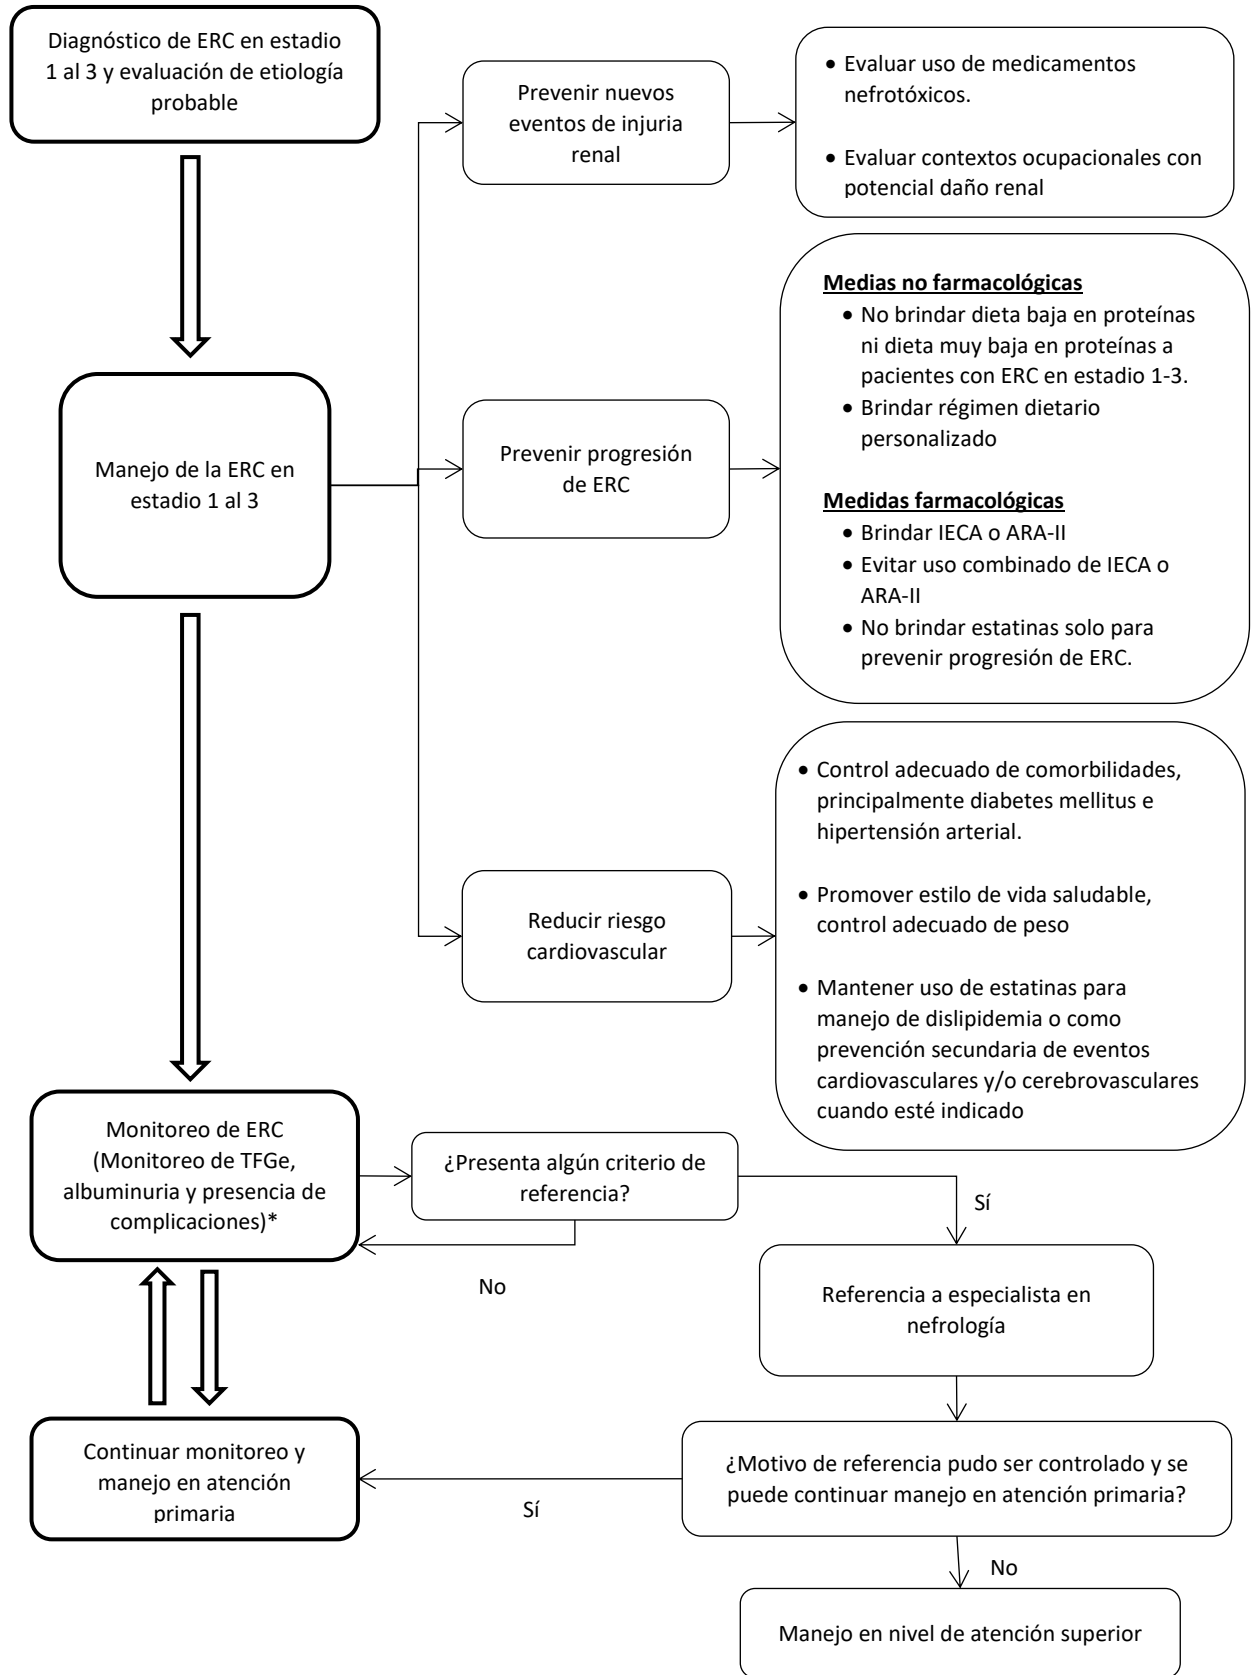 Diagnóstico de ERC en estadio
1 al 3 y evaluación de etiología
probable
Prevenir nuevos
eventos de injuria
renal
• Evaluar uso de medicamentos
nefrotóxicos.
• Evaluar contextos ocupacionales con
potencial daño renal
Manejo de la ERC en
estadio 1 al 3
Prevenir progresión
de ERC
Medias no farmacológicas
• No brindar dieta baja en proteínas
ni dieta muy baja en proteínas a
pacientes con ERC en estadio 1-3.
• Brindar régimen dietario
personalizado
Medidas farmacológicas
• Brindar IECA o ARA-II
• Evitar uso combinado de IECA o
ARA-II
• No brindar estatinas solo para
prevenir progresión de ERC.
Reducir riesgo
cardiovascular
• Control adecuado de comorbilidades,
principalmente diabetes mellitus e
hipertensión arterial.
• Promover estilo de vida saludable,
control adecuado de peso
• Mantener uso de estatinas para
manejo de dislipidemia o como
prevención secundaria de eventos
cardiovasculares y/o cerebrovasculares
cuando esté indicado
Monitoreo de ERC
(Monitoreo de TFGe,
albuminuria y presencia de
complicaciones)*
¿Presenta algún criterio de
referencia?
Sí
No
Referencia a especialista en
nefrología
Continuar monitoreo y
manejo en atención
primaria
Sí
¿Motivo de referencia pudo ser controlado y se
puede continuar manejo en atención primaria?
No
Manejo en nivel de atención superior